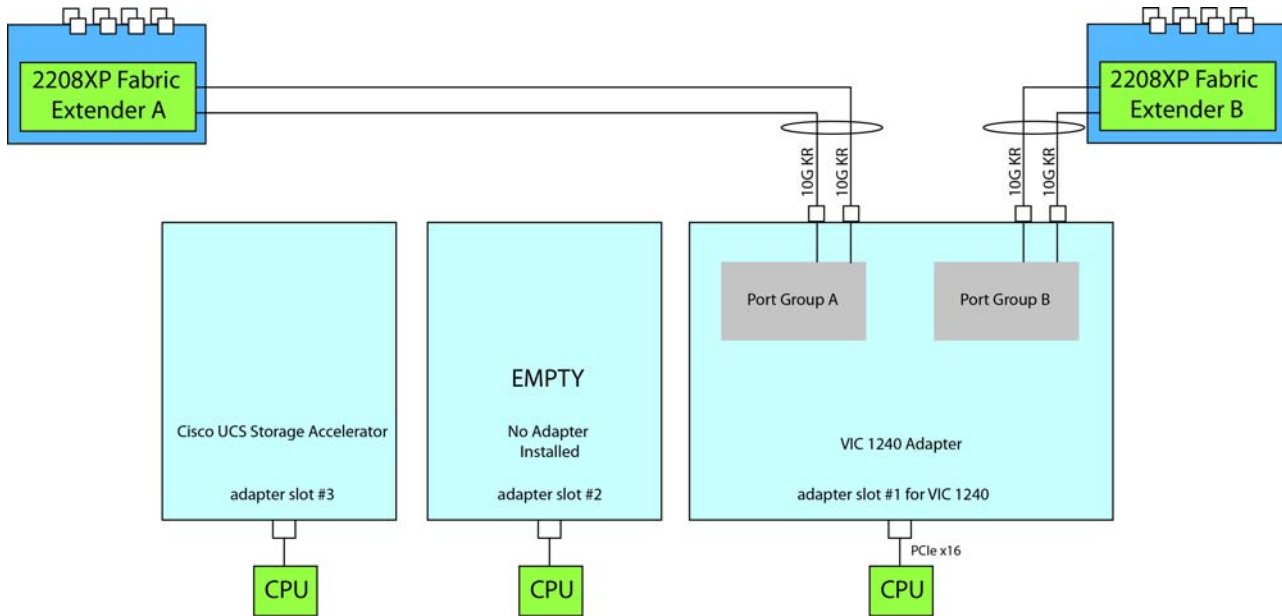 2208XP Fabric
Extender A
2208XP Fabric
Extender B
10G KR
10G KR
10G KR
10G KR
Port Group A
Port Group B
Cisco UCS Storage Accelerator
adapter slot #3
EMPTY
No Adapter
Installed
adapter slot #2
VIC 1240 Adapter
adapter slot #1 for VIC 1240
PCIe x16
CPU
CPU
CPU